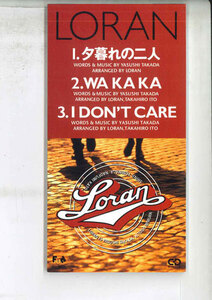 LORAN
1.夕暮れの二人
WORDS & MUSIC BY YASUSHI TAKADA
ARRANGED BY LORAN
2.WA KA KA
WORDS & MUSIC BY YASUSHI TAKADA
ARRANGED BY LORAN,TAKAHIRO ITO
3.I DON'T CARE
WORDS & MUSIC BY YASUSHI TAKADA
ARRANGED BY LORAN,TAKAHIRO ITO
Loran
CD